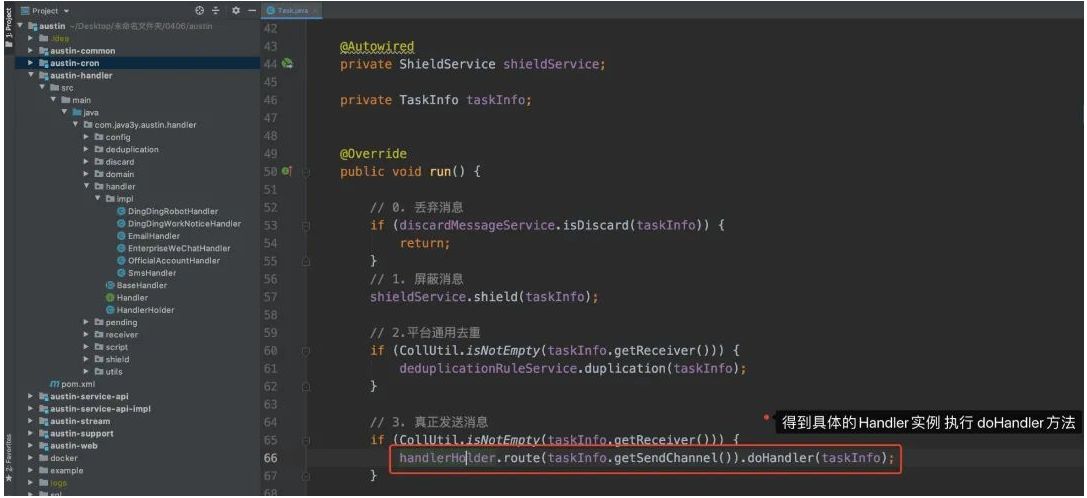 Project
Task.java
austin ~/Desktop/未命名文件夹/0406/austin
.idea
austin-common
austin-cron
austin-handler
src
main
java
com.java3y.austin.handler
config
deduplication
discard
domain
handler
impl
DingDingRobotHandler
DingDingWorkNoticeHandler
EmailHandler
EnterpriseWeChatHandler
OfficialAccountHandler
SmsHandler
BaseHandler
Handler
HandlerHolder
pending
receiver
script
shield
utils
pom.xml
austin-service-api
austin-service-api-impl
austin-stream
austin-support
austin-web
docker
example
logs
sql
1: Project
2: Favorites
42
43 @Autowired
44 private ShieldService shieldService;
45
46 private TaskInfo taskInfo;
47
48
49 @Override
50 public void run() {
51
52 // 0. 丢弃消息
53 if (discardMessageService.isDiscard(taskInfo)) {
54 return;
55 }
56 // 1. 屏蔽消息
57 shieldService.shield(taskInfo);
58
59 // 2.平台通用去重
60 if (CollUtil.isNotEmpty(taskInfo.getReceiver())) {
61 deduplicationRuleService.duplication(taskInfo);
62 }
63
64 // 3. 真正发送消息
得到具体的Handler实例 执行 doHandler方法
65 if (CollUtil.isNotEmpty(taskInfo.getReceiver())) {
66 handlerHolder.route(taskInfo.getSendChannel()).doHandler(taskInfo);
67 }
68